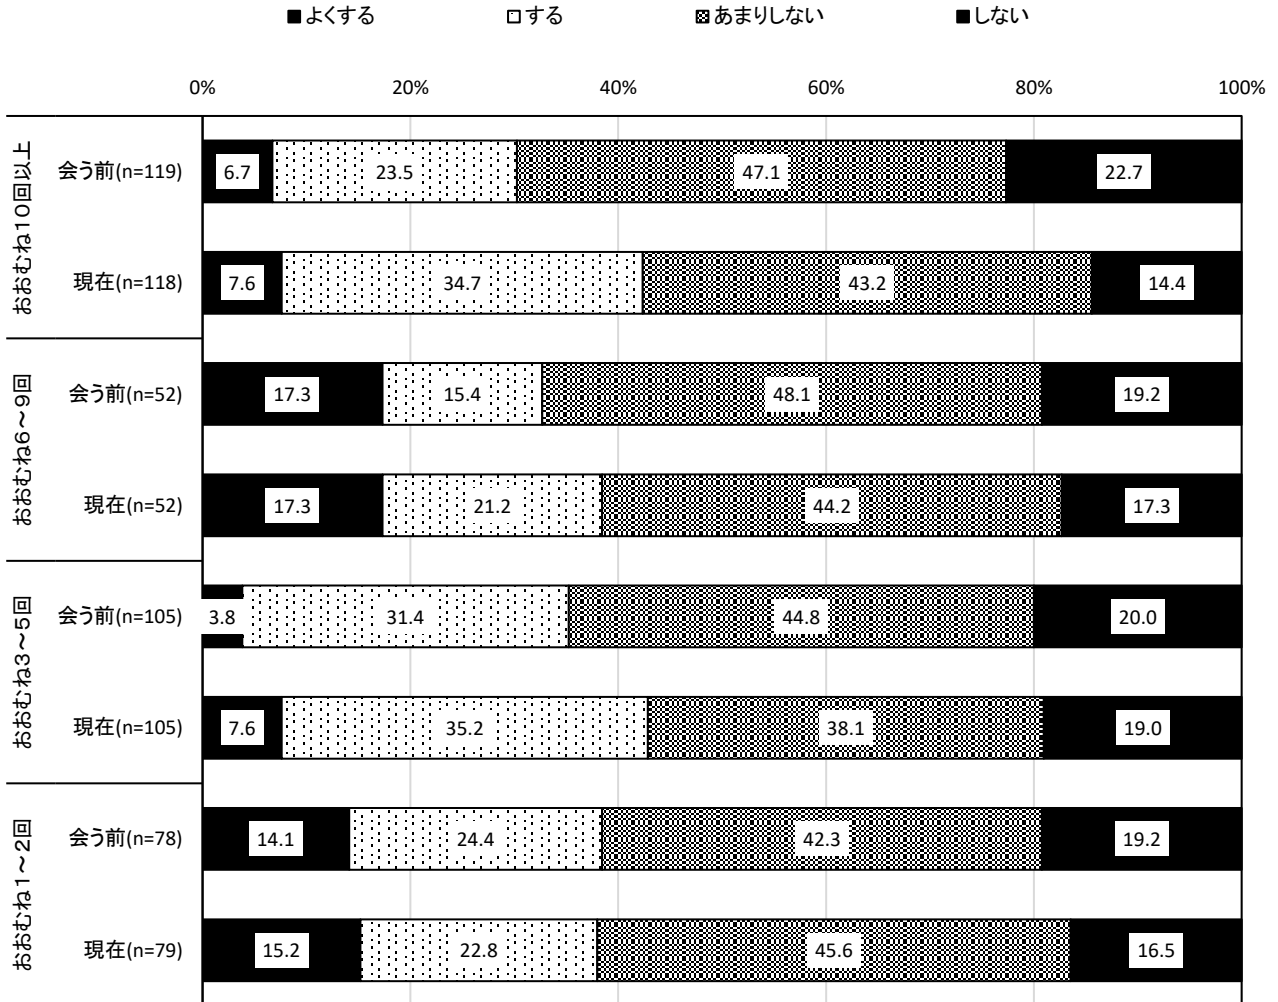 ■よくする □する ▩あまりしない ■しない
0% 20% 40% 60% 80% 100%
おおむね10回以上
会う前(n=119) 6.7 23.5 47.1 22.7
現在(n=118) 7.6 34.7 43.2 14.4
おおむね6～9回
会う前(n=52) 17.3 15.4 48.1 19.2
現在(n=52) 17.3 21.2 44.2 17.3
おおむね3～5回
会う前(n=105) 3.8 31.4 44.8 20.0
現在(n=105) 7.6 35.2 38.1 19.0
おおむね1～2回
会う前(n=78) 14.1 24.4 42.3 19.2
現在(n=79) 15.2 22.8 45.6 16.5